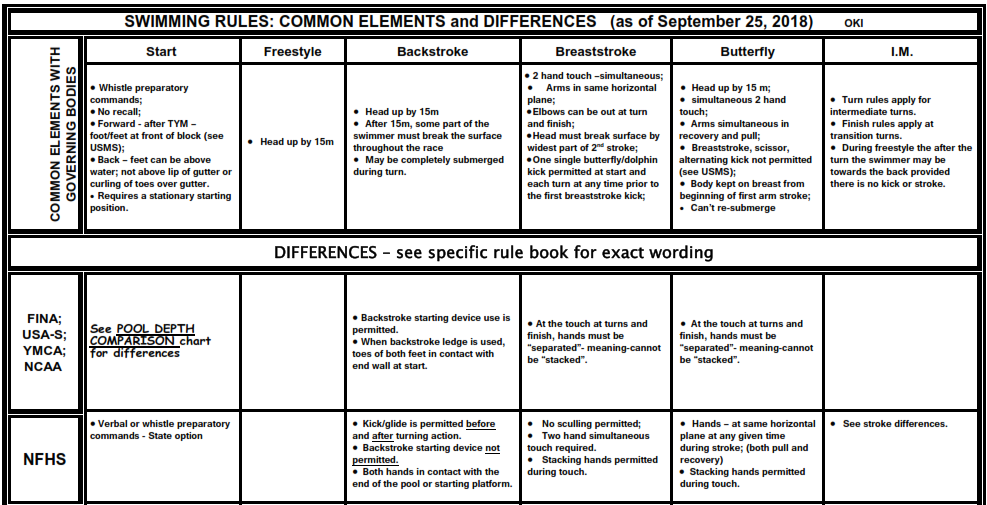 SWIMMING RULES: COMMON ELEMENTS and DIFFERENCES (as of September 25, 2018) OKI
Start
Freestyle
Backstroke
Breaststroke
Butterfly
I.M.
COMMON ELEMENTS WITH
GOVERNING BODIES
● Whistle preparatory
commands;
● No recall;
● Forward - after TYM –
foot/feet at front of block (see
USMS);
● Back – feet can be above
water; not above lip of gutter or
curling of toes over gutter.
● Requires a stationary starting
position.
● Head up by 15m
● Head up by 15m
● After 15m, some part of the
swimmer must break the surface
throughout the race
● May be completely submerged
during turn.
● 2 hand touch –simultaneous;
● Arms in same horizontal
plane;
●Elbows can be out at turn
and finish;
●Head must break surface by
widest part of 2nd stroke;
●One single butterfly/dolphin
kick permitted at start and
each turn at any time prior to
the first breaststroke kick;
● Head up by 15 m;
● simultaneous 2 hand
touch;
● Arms simultaneous in
recovery and pull;
● Breaststroke, scissor,
alternating kick not permitted
(see USMS);
● Body kept on breast from
beginning of first arm stroke;
● Can't re-submerge
● Turn rules apply for
intermediate turns.
● Finish rules apply at
transition turns.
● During freestyle the after the
turn the swimmer may be
towards the back provided
there is no kick or stroke.
DIFFERENCES – see specific rule book for exact wording
FINA;
USA-S;
YMCA;
NCAA
See POOL DEPTH
COMPARISON chart
for differences
● Backstroke starting device use is
permitted.
● When backstroke ledge is used,
toes of both feet in contact with
end wall at start.
● At the touch at turns and
finish, hands must be
“separated”- meaning-cannot
be “stacked”.
● At the touch at turns and
finish, hands must be
“separated”- meaning-cannot
be “stacked”.
NFHS
● Verbal or whistle preparatory
commands - State option
● Kick/glide is permitted before
and after turning action.
● Backstroke starting device not
permitted.
● Both hands in contact with the
end of the pool or starting platform.
● No sculling permitted;
● Two hand simultaneous
touch required.
● Stacking hands permitted
during touch.
● Hands – at same horizontal
plane at any given time
during stroke; (both pull and
recovery)
● Stacking hands permitted
during touch.
● See stroke differences.